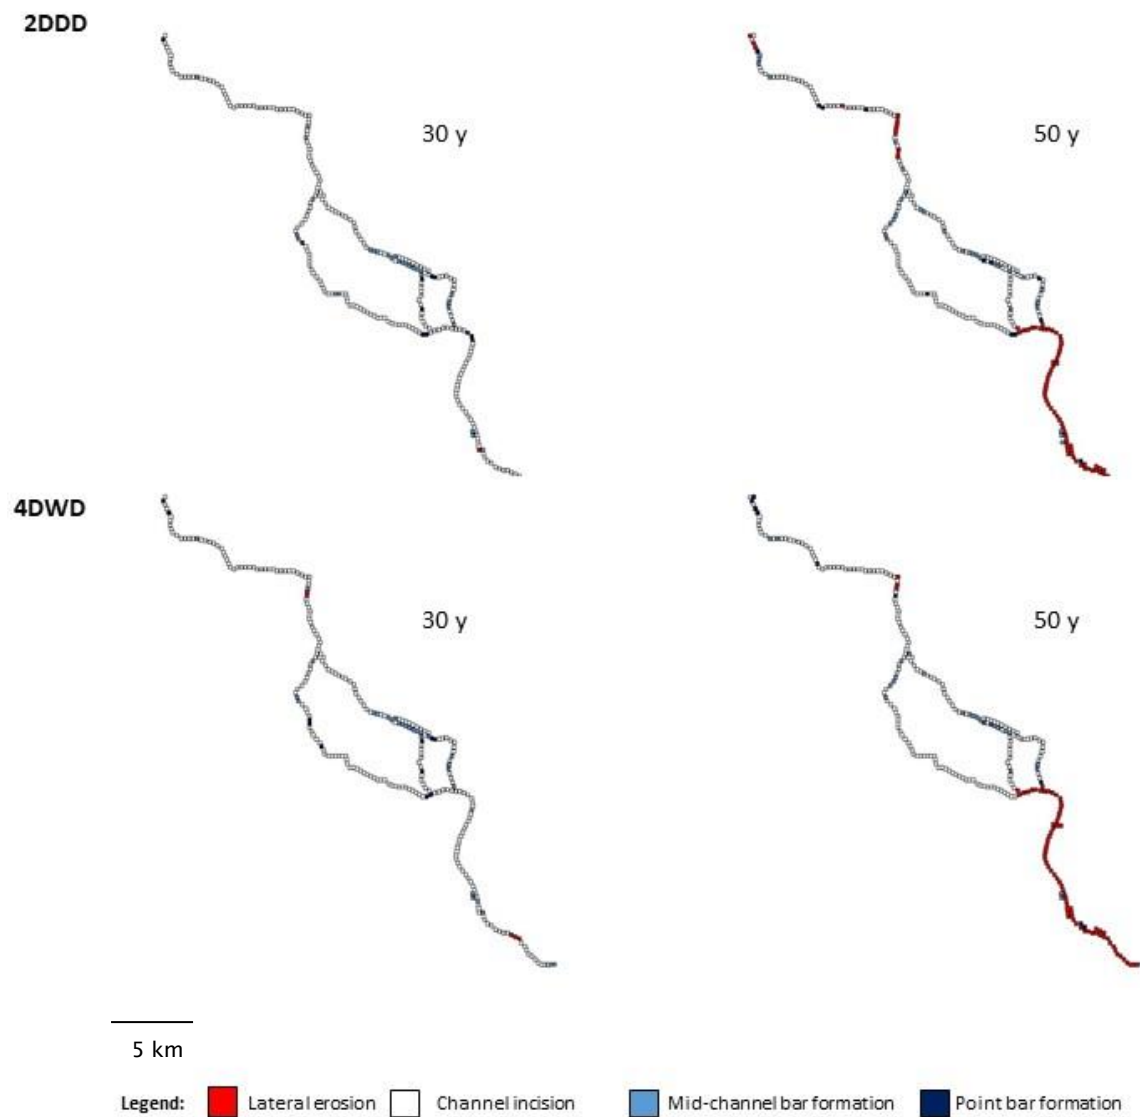 2DDD
30 y
50 y
4DWD
30 y
50 y
5 km
Legend: Lateral erosion Channel incision Mid-channel bar formation Point bar formation